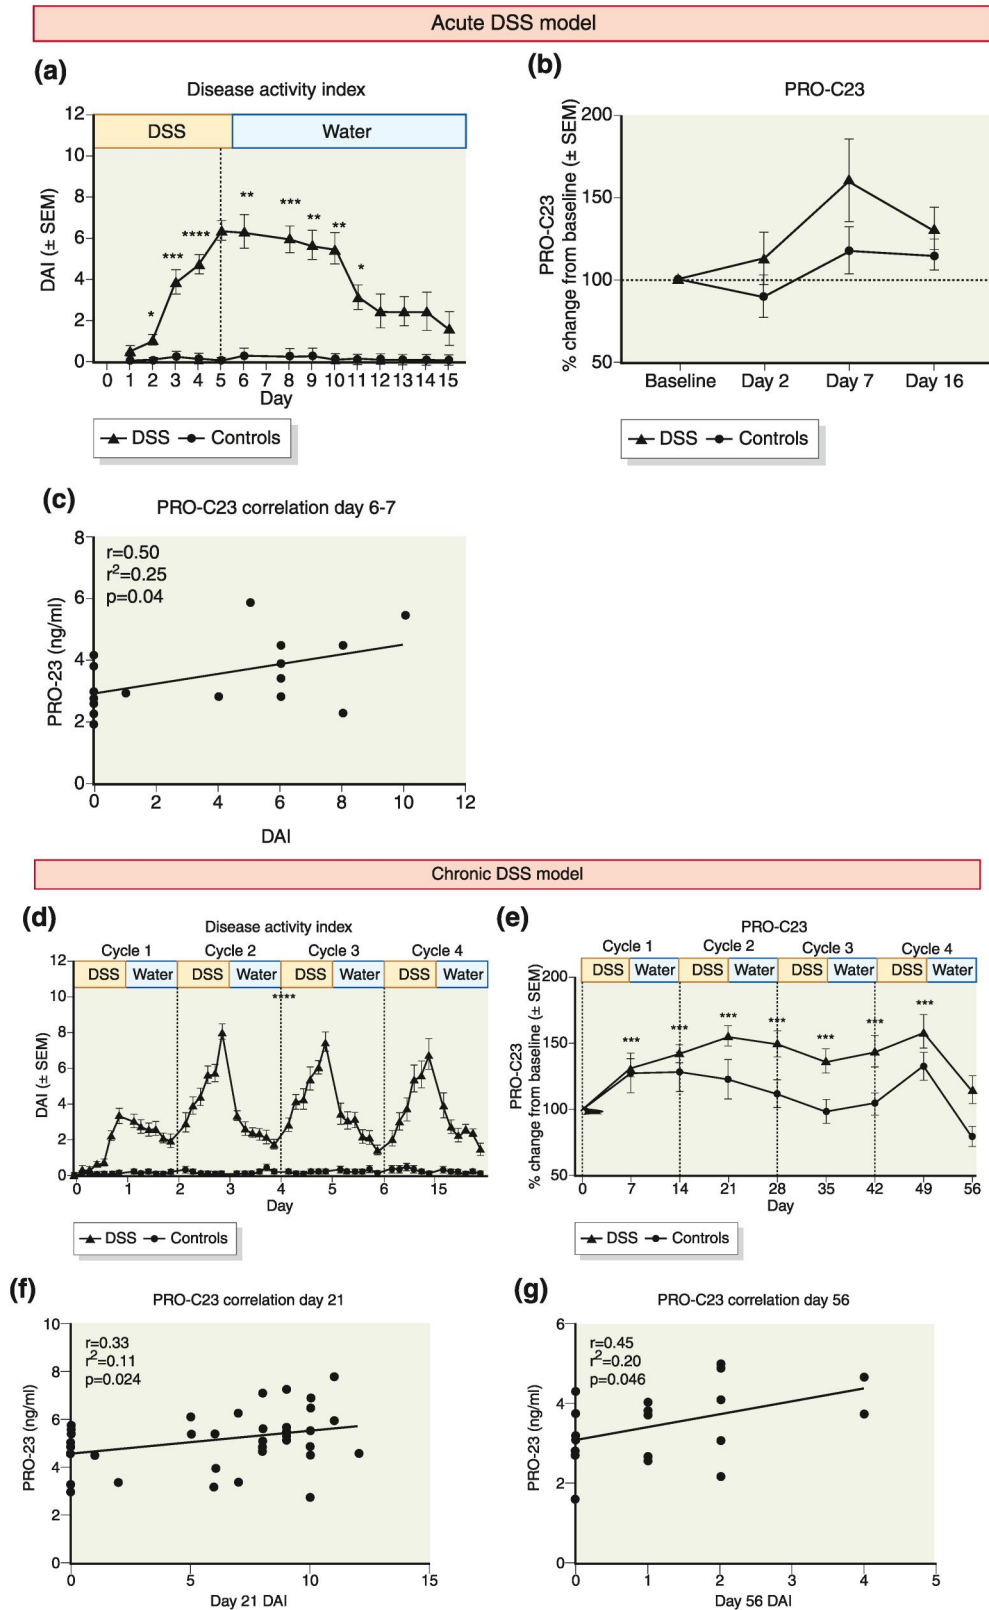 Acute DSS model
(a)
Disease activity index
DSS
Water
12
10
8
6
4
2
0
DAI (± SEM)
*
***
****
**
***
**
**
*
0 1 2 3 4 5 6 7 8 9 10 11 12 13 14 15
Day
DSS Controls
(b)
PRO-C23
200
150
100
50
PRO-C23
% change from baseline (± SEM)
Baseline Day 2 Day 7 Day 16
DSS Controls
(c)
PRO-C23 correlation day 6-7
r=0.50
r2=0.25
p=0.04
8
6
4
2
0
PRO-23 (ng/ml)
0 2 4 6 8 10 12
DAI
Chronic DSS model
(d)
Disease activity index
Cycle 1 Cycle 2 Cycle 3 Cycle 4
DSS Water DSS Water DSS Water DSS Water
****
12
10
8
6
4
2
0
DAI (± SEM)
0 1 2 3 4 5 6 15
Day
DSS Controls
(e)
PRO-C23
Cycle 1 Cycle 2 Cycle 3 Cycle 4
DSS Water DSS Water DSS Water DSS Water
200
150
100
50
PRO-C23
% change from baseline (± SEM)
*** *** *** *** *** *** ***
0 7 14 21 28 35 42 49 56
Day
DSS Controls
(f)
PRO-C23 correlation day 21
r=0.33
r2=0.11
p=0.024
10
8
6
4
2
0
PRO-23 (ng/ml)
0 5 10 15
Day 21 DAI
(g)
PRO-C23 correlation day 56
r=0.45
r2=0.20
p=0.046
6
4
2
0
PRO-23 (ng/ml)
0 1 2 3 4 5
Day 56 DAI